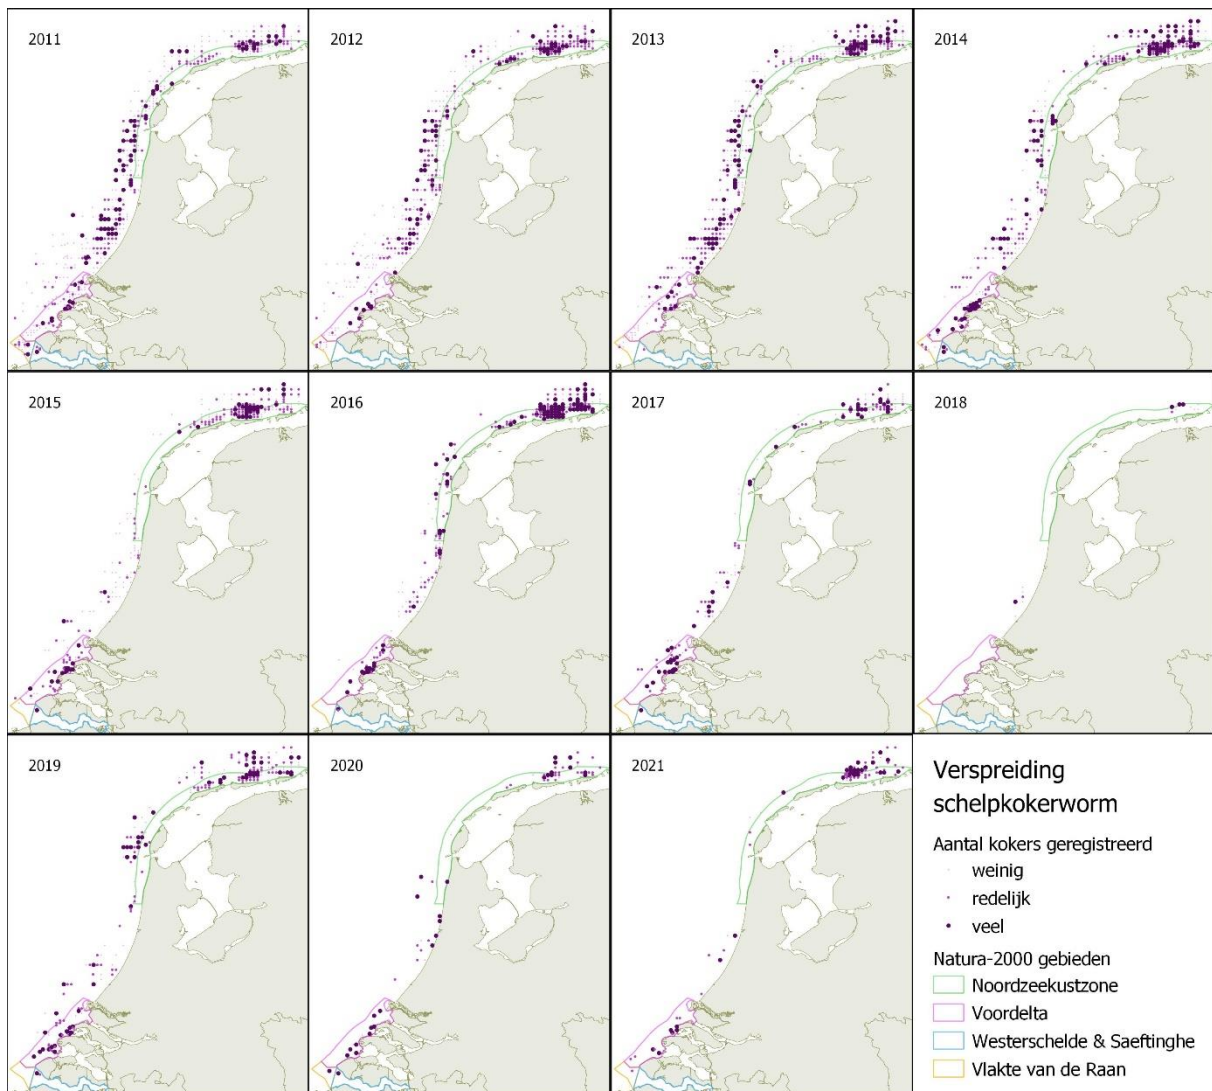 2011
2012
2013
2014
2015
2016
2017
2018
2019
2020
2021
Verspreiding
schelpkokerworm
Aantal kokers geregistreerd
weinig
redelijk
veel
Natura-2000 gebieden
Noordzeekustzone
Voordelta
Westerschelde & Saeftinghe
Vlakte van de Raan